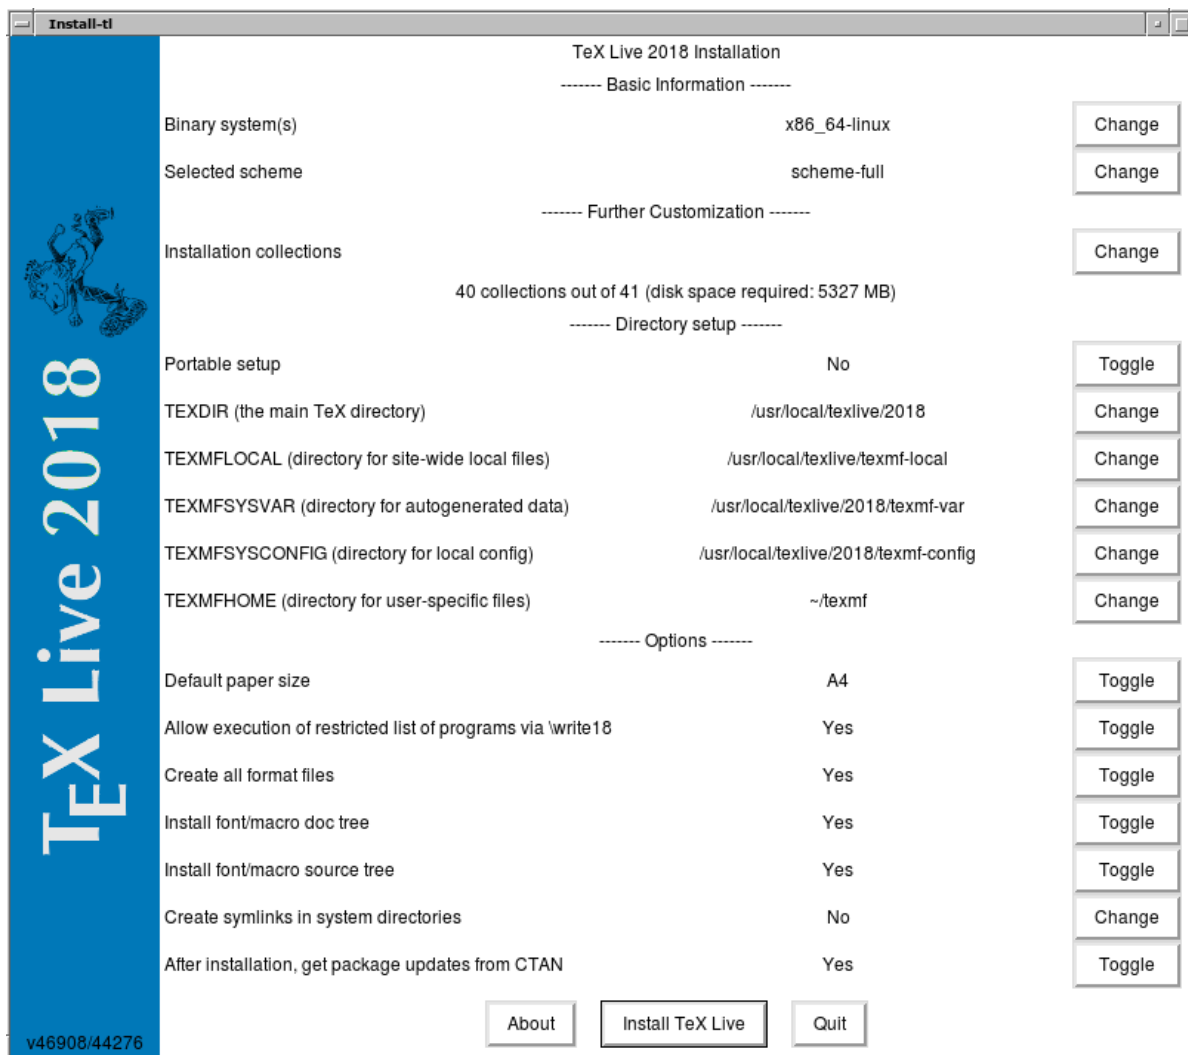 Install-tl
TeX Live 2018 Installation
------- Basic Information -------
Binary system(s) x86_64-linux Change
Selected scheme scheme-full Change
------- Further Customization -------
Installation collections Change
40 collections out of 41 (disk space required: 5327 MB)
------- Directory setup -------
Portable setup No Toggle
TEXDIR (the main TeX directory) /usr/local/texlive/2018 Change
TEXMFLOCAL (directory for site-wide local files) /usr/local/texlive/texmf-local Change
TEXMFSYSVAR (directory for autogenerated data) /usr/local/texlive/2018/texmf-var Change
TEXMFSYSCONFIG (directory for local config) /usr/local/texlive/2018/texmf-config Change
TEXMFHOME (directory for user-specific files) ~/texmf Change
------- Options -------
Default paper size A4 Toggle
Allow execution of restricted list of programs via \write18 Yes Toggle
Create all format files Yes Toggle
Install font/macro doc tree Yes Toggle
Install font/macro source tree Yes Toggle
Create symlinks in system directories No Change
After installation, get package updates from CTAN Yes Toggle
About Install TeX Live Quit
TEX Live 2018
v46908/44276